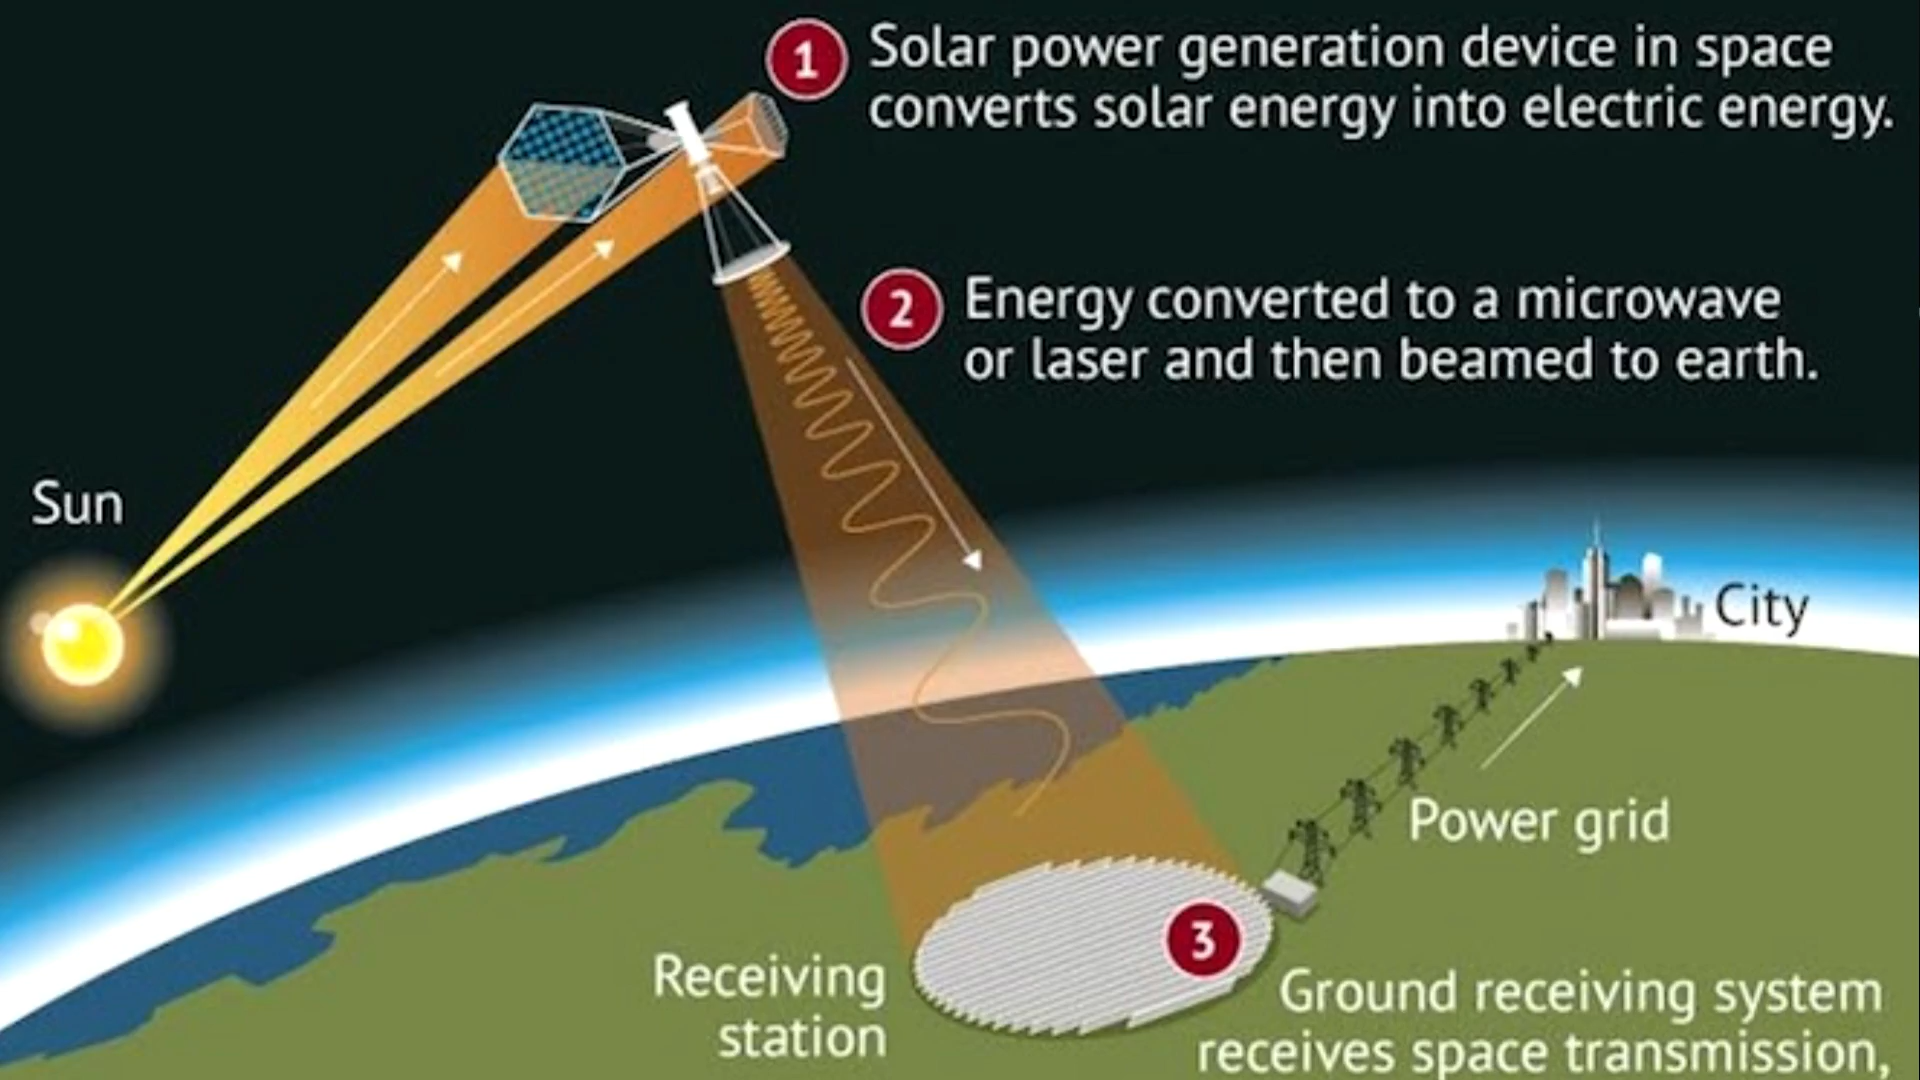 1
Solar power generation device in space
converts solar energy into electric energy.
2
Energy converted to a microwave
or laser and then beamed to earth.
Sun
City
Power grid
Receiving
station
3
Ground receiving system
receives space transmission,